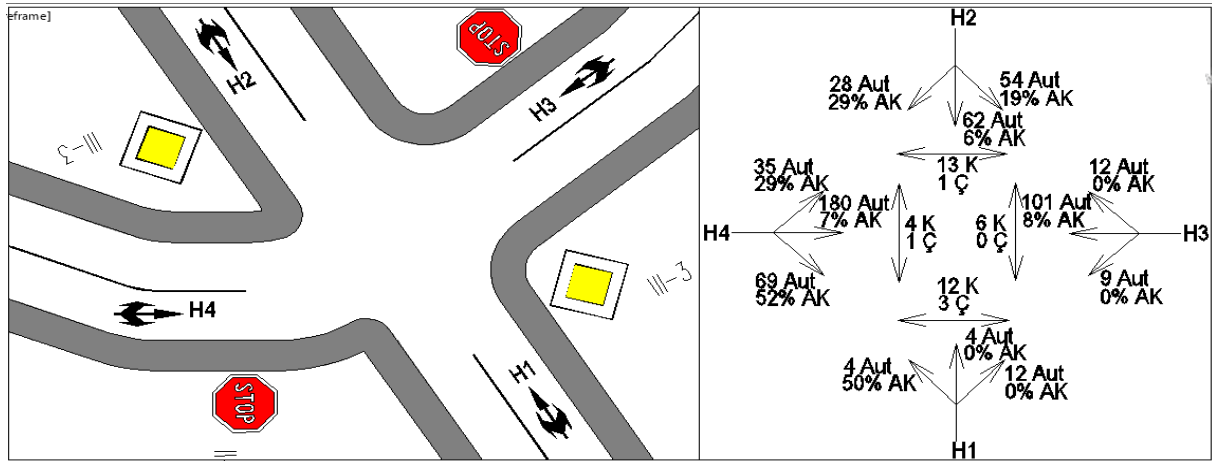 eframe]
H2
H3
STOP
III-3
H4
H1
III-3
STOP
III
H2
28 Aut
29% AK
54 Aut
19% AK
62 Aut
6% AK
13 K
1 Ç
35 Aut
29% AK
180 Aut
7% AK
H4
69 Aut
52% AK
4 K
1 Ç
6 K
0 Ç
12 Aut
0% AK
101 Aut
8% AK
H3
9 Aut
0% AK
12 K
3 Ç
4 Aut
0% AK
4 Aut
50% AK
12 Aut
0% AK
H1